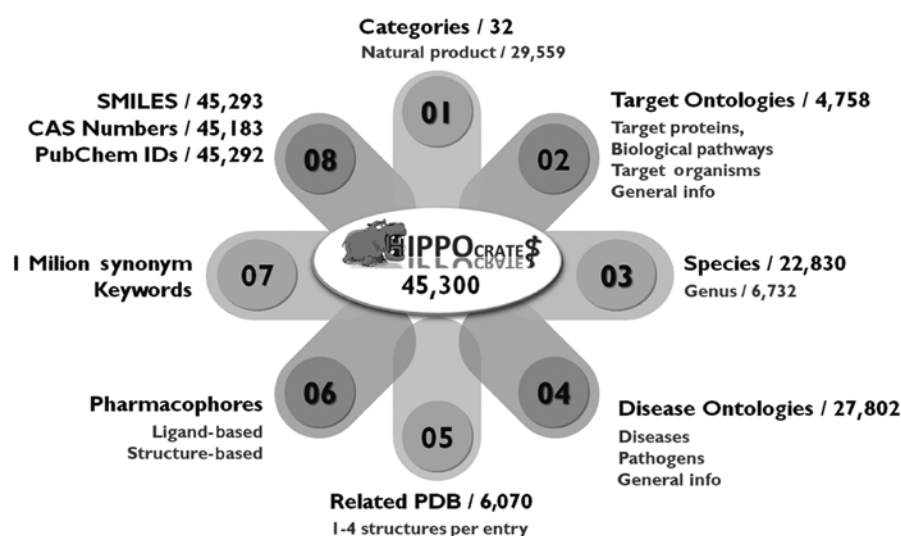 Categories / 32
Natural product / 29,559
01
SMILES / 45,293
CAS Numbers / 45,183
PubChem IDs / 45,292
08
Target Ontologies / 4,758
Target proteins,
Biological pathways
Target organisms
General info
02
HIPPOCRATES
45,300
1 Milion synonym
Keywords
07
Species / 22,830
Genus / 6,732
03
Pharmacophores
Ligand-based
Structure-based
06
Disease Ontologies / 27,802
Diseases
Pathogens
General info
04
05
Related PDB / 6,070
1-4 structures per entry